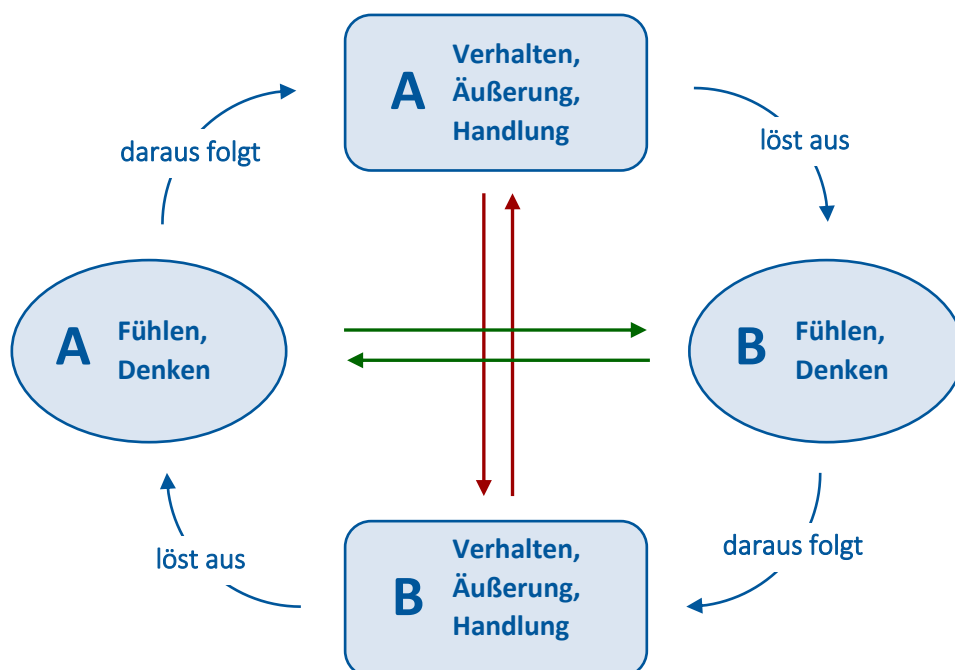 A
Verhalten,
Äußerung,
Handlung
daraus folgt
löst aus
A
Fühlen,
Denken
B
Fühlen,
Denken
löst aus
daraus folgt
B
Verhalten,
Äußerung,
Handlung